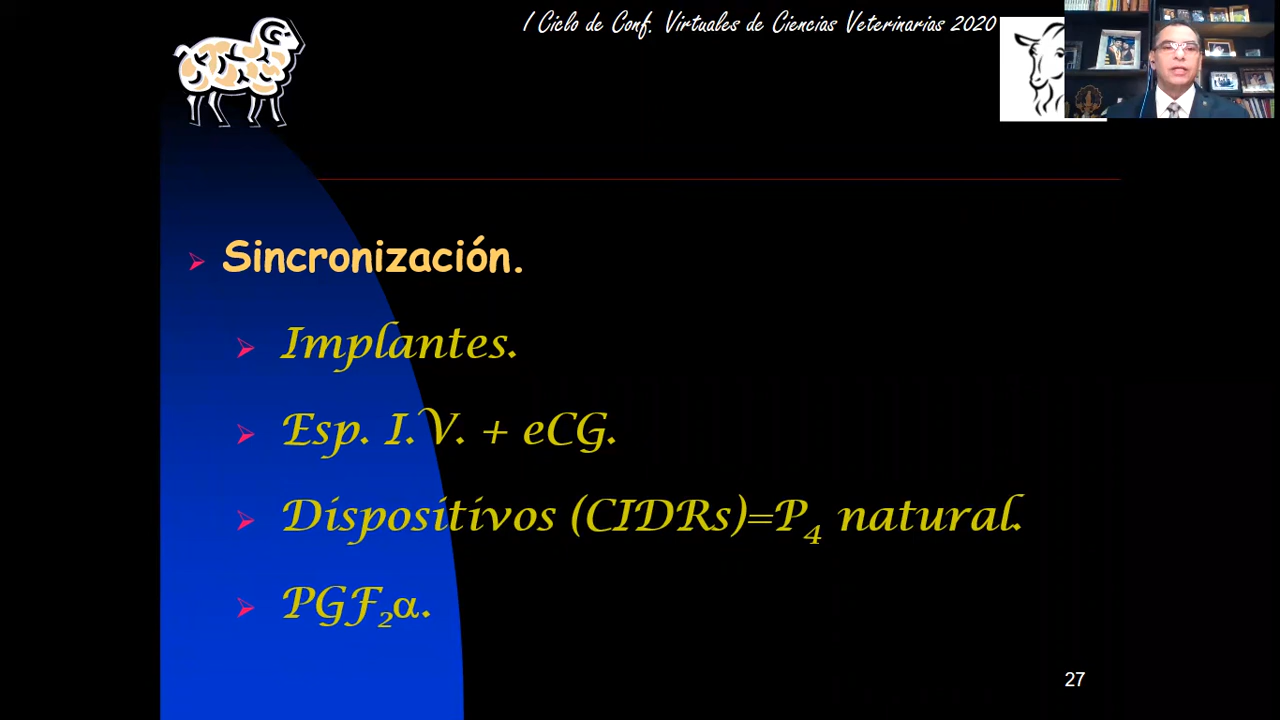 I Ciclo de Conf. Virtuales de Ciencias Veterinarias 2020
Sincronización.
Implantes.
Esp. I.V. + eCG.
Dispositivos (CIDRs)=P₄ natural.
PGF₂α.
27